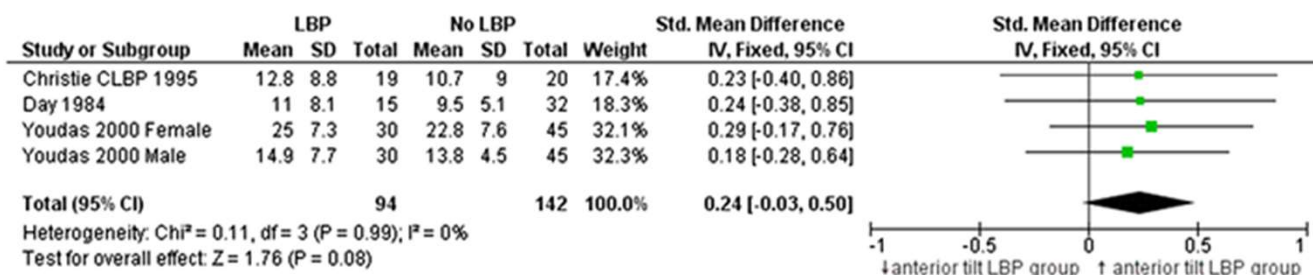 LBP No LBP Std. Mean Difference Std. Mean Difference
Study or Subgroup Mean SD Total Mean SD Total Weight IV, Fixed, 95% CI IV, Fixed, 95% CI
Christie CLBP 1995 12.8 8.8 19 10.7 9 20 17.4% 0.23 [-0.40, 0.86]
Day 1984 11 8.1 15 9.5 5.1 32 18.3% 0.24 [-0.38, 0.85]
Youdas 2000 Female 25 7.3 30 22.8 7.6 45 32.1% 0.29 [-0.17, 0.76]
Youdas 2000 Male 14.9 7.7 30 13.8 4.5 45 32.3% 0.18 [-0.28, 0.64]
Total (95% CI) 94 142 100.0% 0.24 [-0.03, 0.50]
Heterogeneity: Chi² = 0.11, df = 3 (P = 0.99); I² = 0%
Test for overall effect: Z = 1.76 (P = 0.08)
-1 -0.5 0 0.5 1
↓anterior tilt LBP group ↑ anterior tilt LBP group